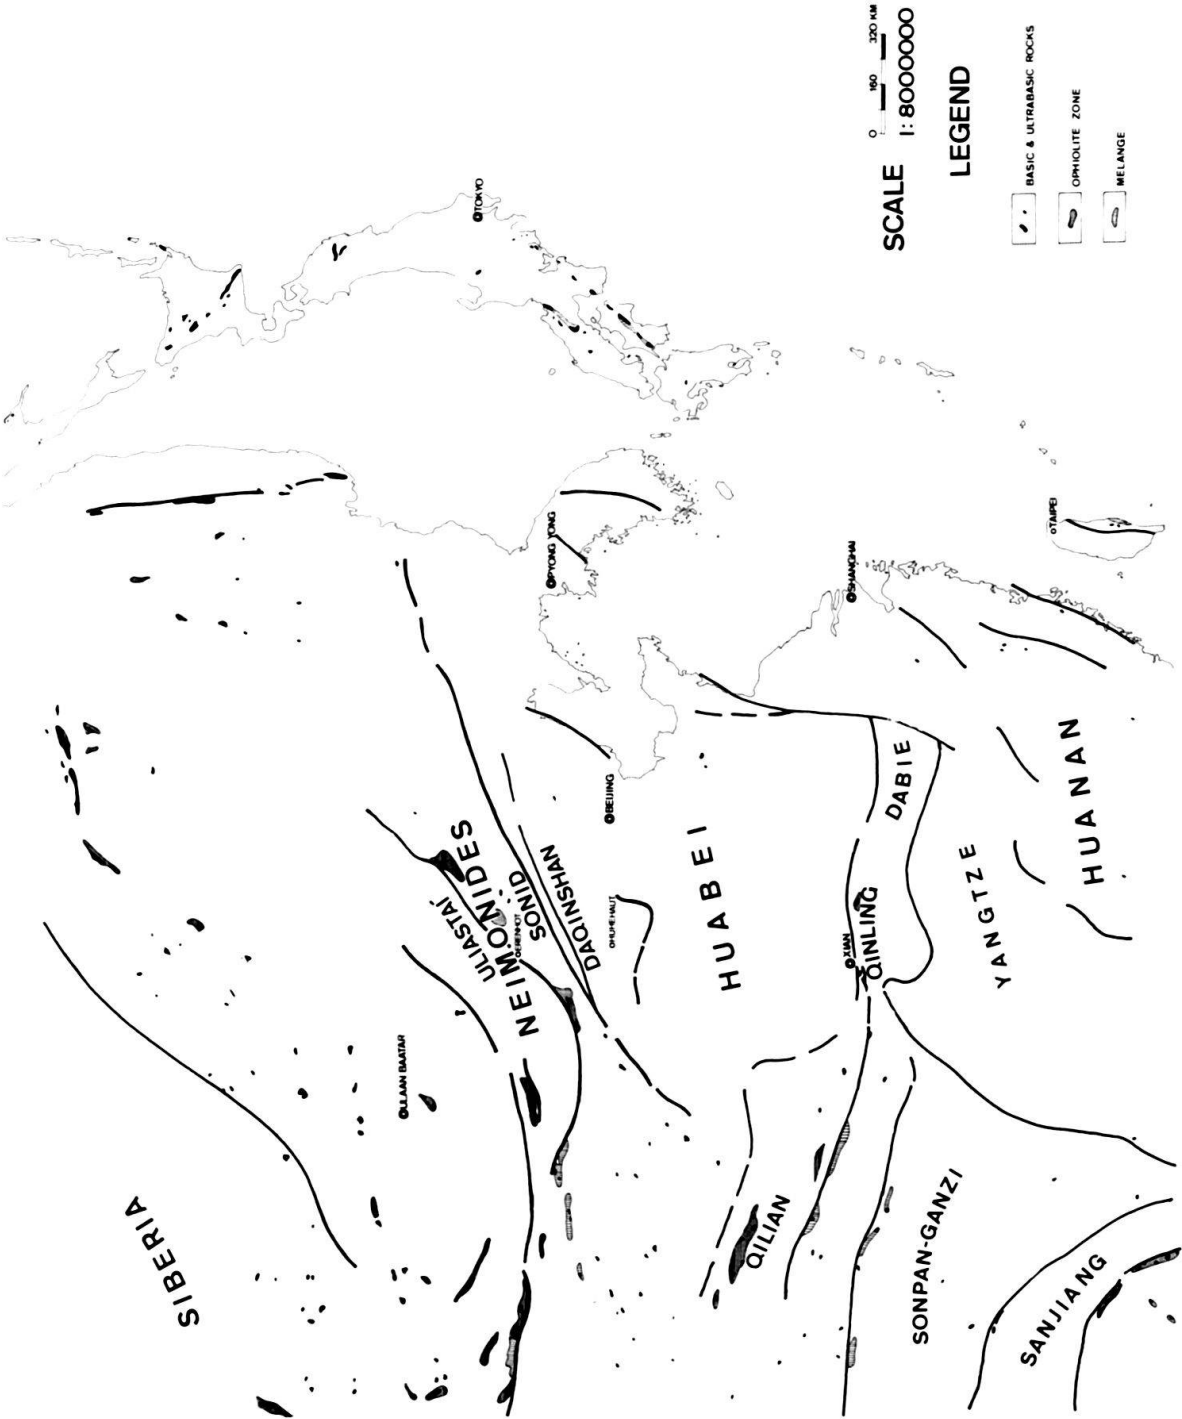 SIBERIA
ULAAN BAATAR
ULIASTAI
NEIMONIDES
ERENHOT
SONID
DAQINSHAN
HUHEHAUT
BEIJING
PYONG YONG
TOKYO
HUABEI
QILIAN
XIAN
QINLING
DABIE
SHANGHAI
SONPAN-GANZI
YANGTZE
SANJIANG
HUANAN
TAIPEI
SCALE
0 160 320 KM
1:8000000
LEGEND
BASIC & ULTRABASIC ROCKS
OPHIOLITE ZONE
MELANGE